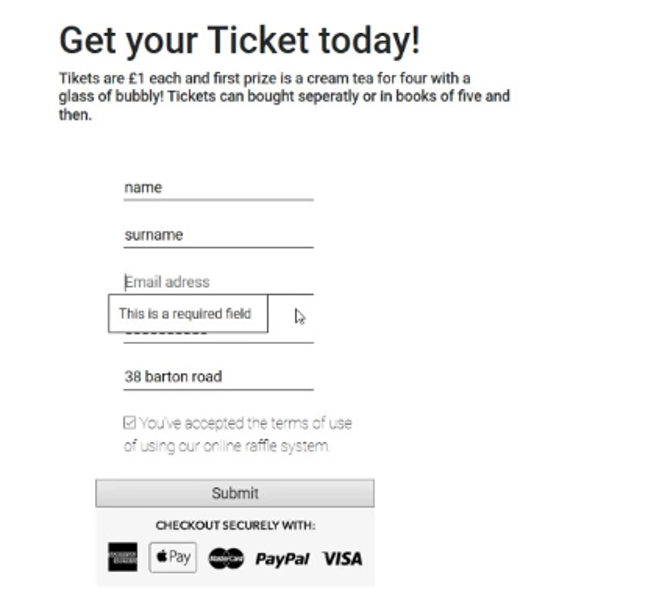 Get your Ticket today!
Tikets are £1 each and first prize is a cream tea for four with a
glass of bubbly! Tickets can bought seperatly or in books of five and
then.
name
surname
Email adress
This is a required field
38 barton road
You've accepted the terms of use
of using our online raffle system.
Submit
CHECKOUT SECURELY WITH:
AMERICAN EXPRESS Pay MasterCard PayPal VISA